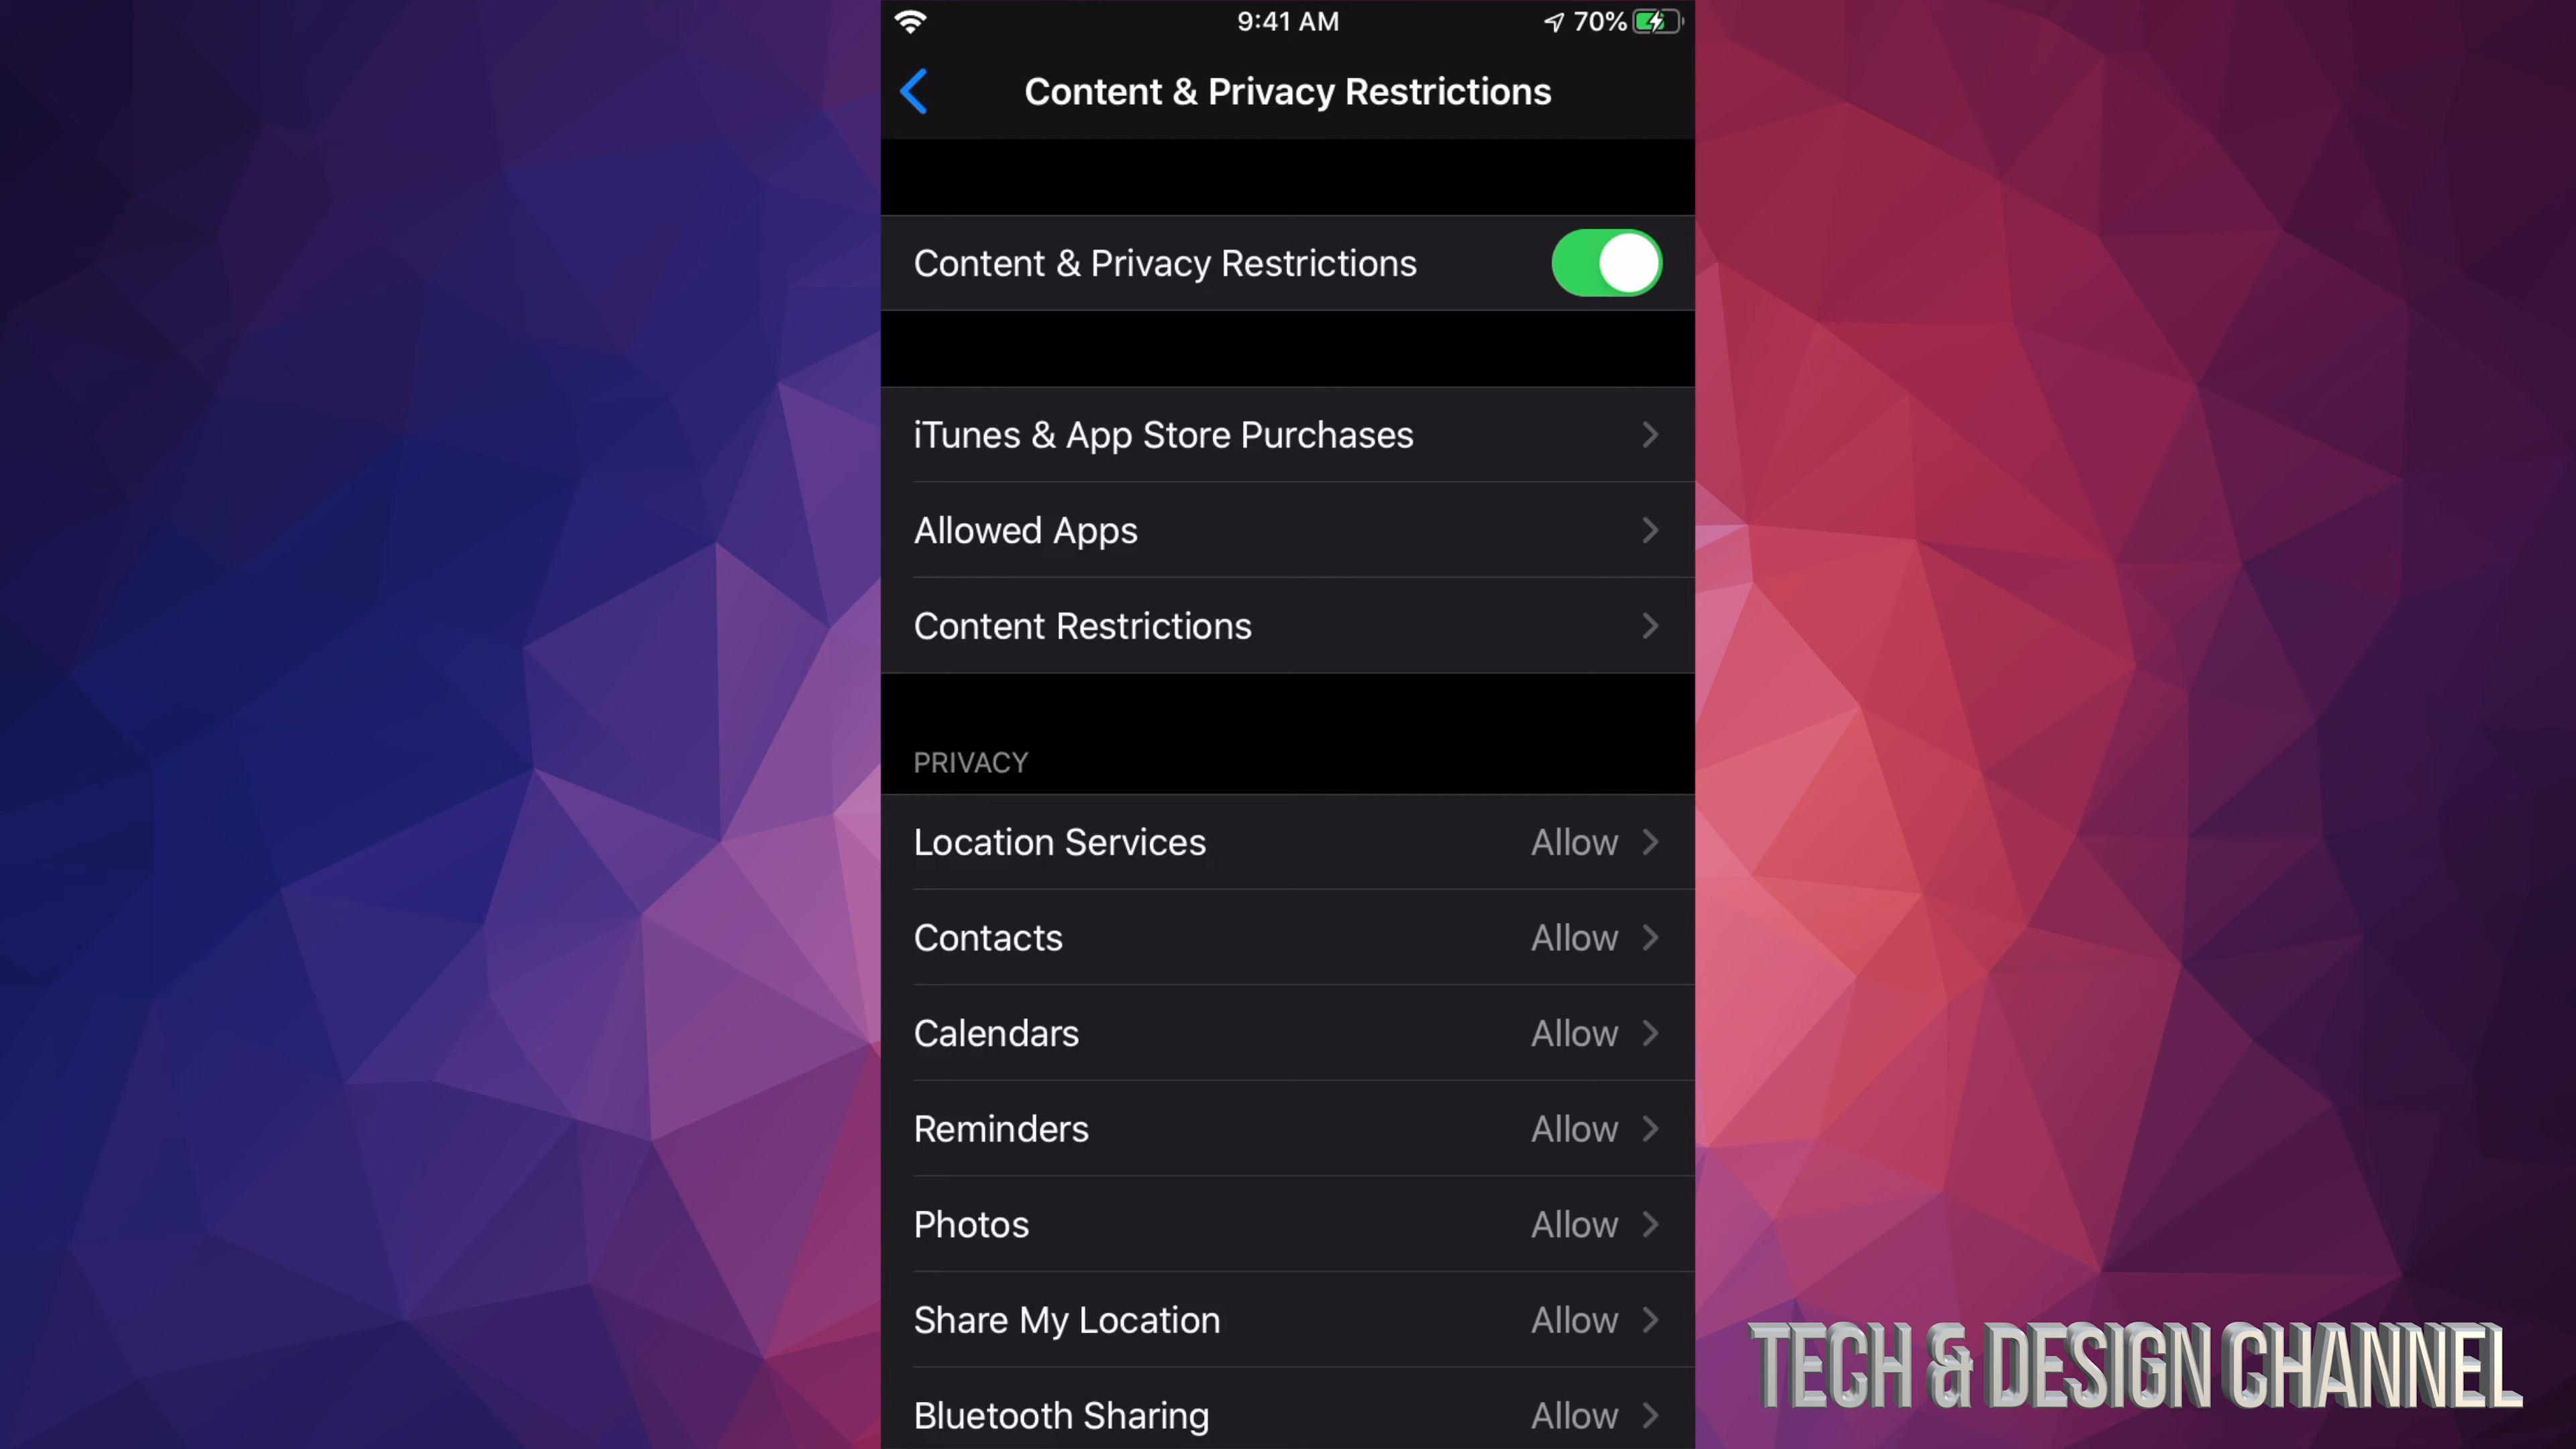 9:41 AM
70%
Content & Privacy Restrictions
Content & Privacy Restrictions
iTunes & App Store Purchases
Allowed Apps
Content Restrictions
PRIVACY
Location Services Allow
Contacts Allow
Calendars Allow
Reminders Allow
Photos Allow
Share My Location Allow
Bluetooth Sharing Allow
TECH & DESIGN CHANNEL